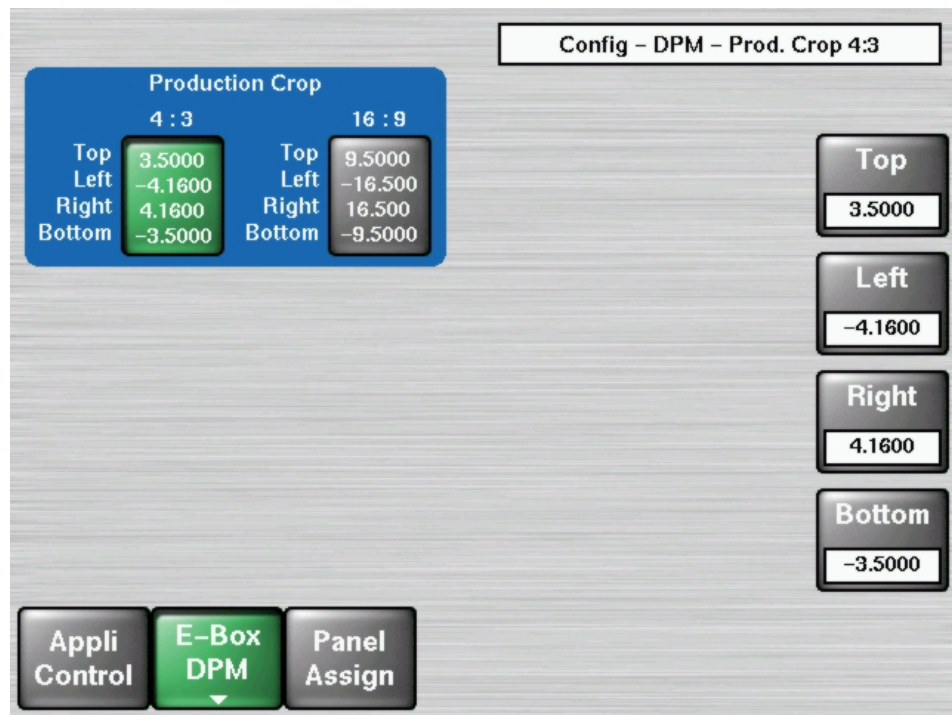 Config - DPM - Prod. Crop 4:3
Production Crop
4 : 3
16 : 9
Top 3.5000 Top 9.5000
Left -4.1600 Left -16.500
Right 4.1600 Right 16.500
Bottom -3.5000 Bottom -9.5000
Top
3.5000
Left
-4.1600
Right
4.1600
Bottom
-3.5000
Appli
Control
E-Box
DPM
Panel
Assign